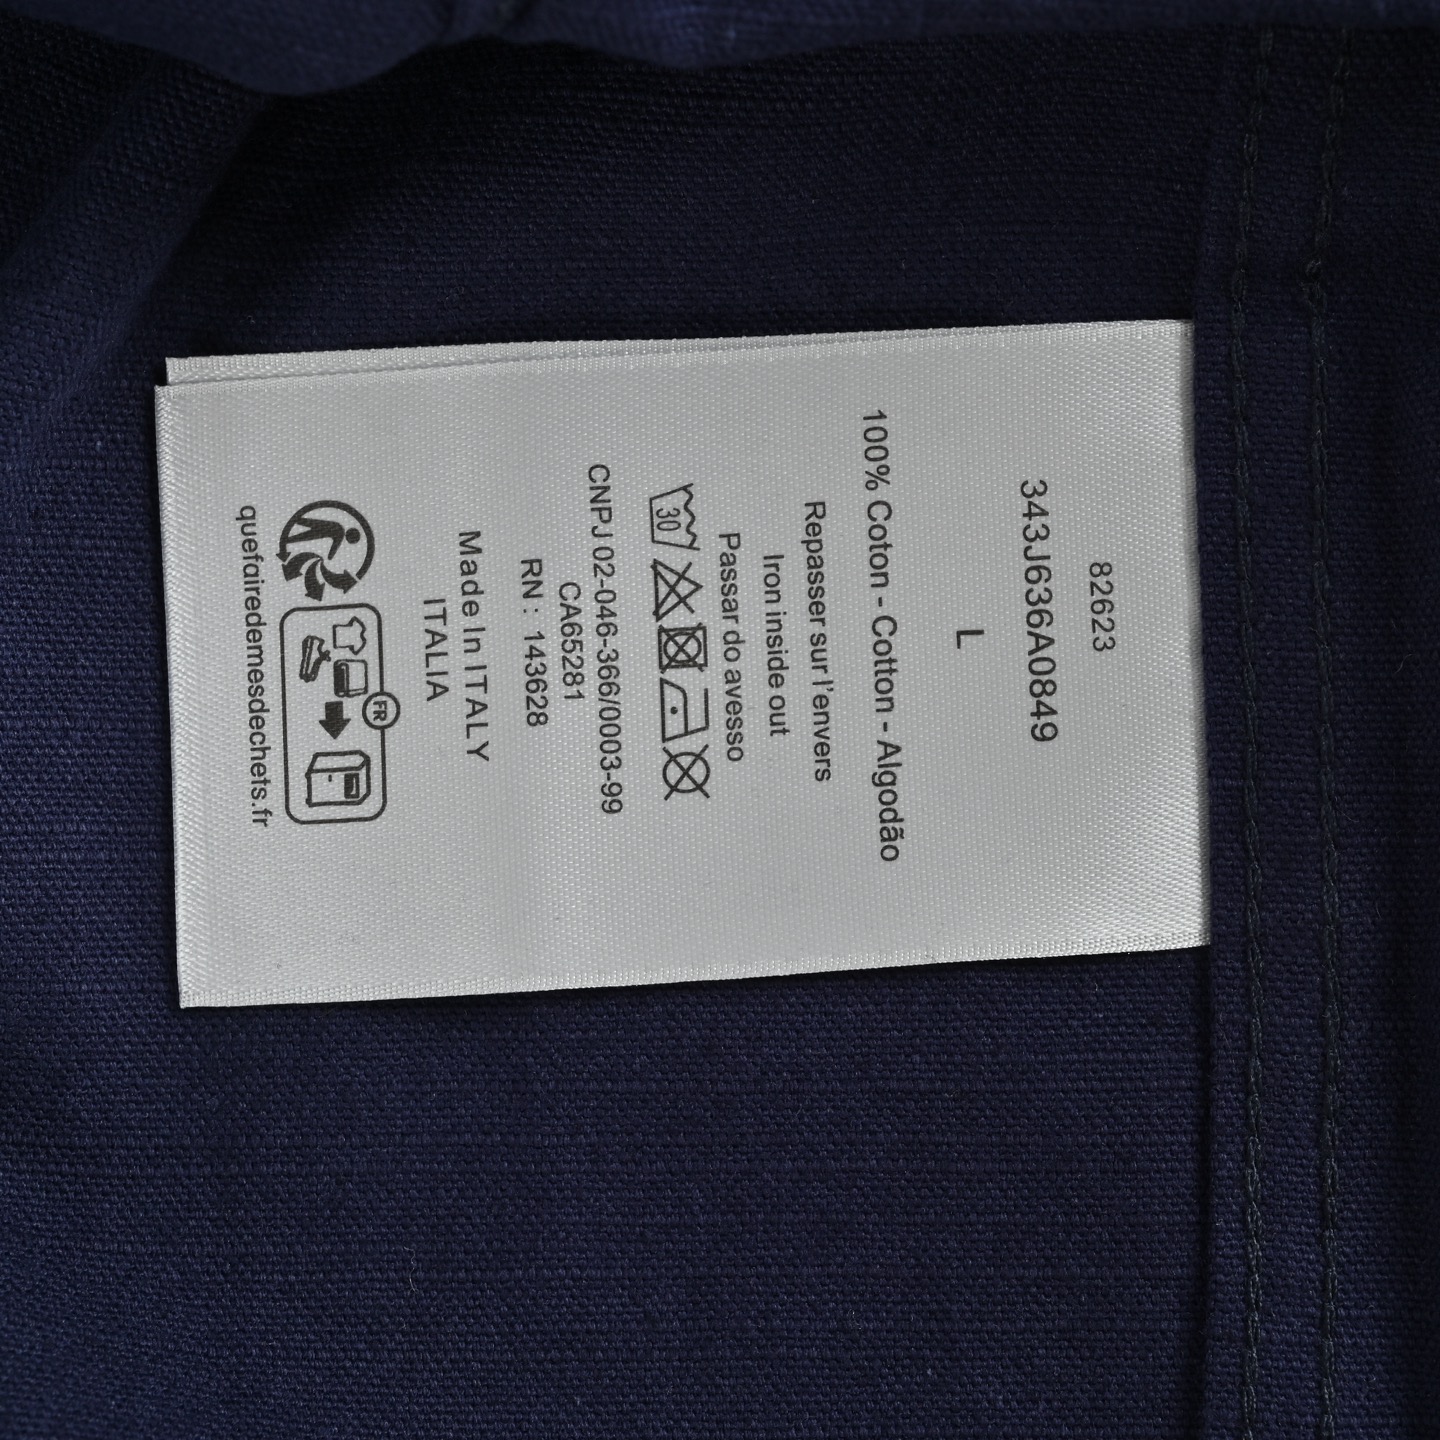 82623
343J636A0849
L
100% Coton - Cotton - Algodão
Repasser sur l'envers
Iron inside out
Passar do avesso
30
CNPJ 02-046-366/0003-99
CA65281
RN : 143628
Made In ITALY
ITALIA
FR
quefairedemesdechets.fr